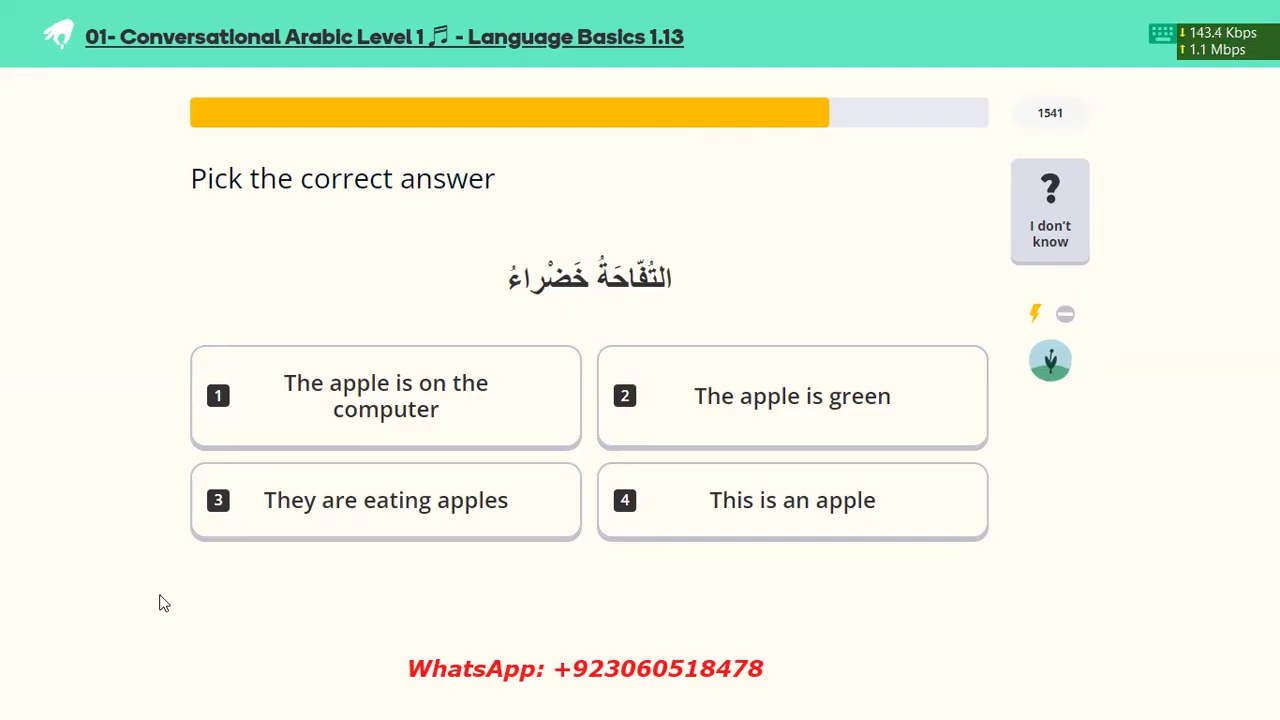 01- Conversational Arabic Level 1 🎵 - Language Basics 1.13
↓ 143.4 Kbps
↑ 1.1 Mbps
1541
Pick the correct answer
?
I don't
know
التُفّاحَةُ خَضْراءُ
1 The apple is on the
computer
2 The apple is green
3 They are eating apples
4 This is an apple
WhatsApp: +923060518478